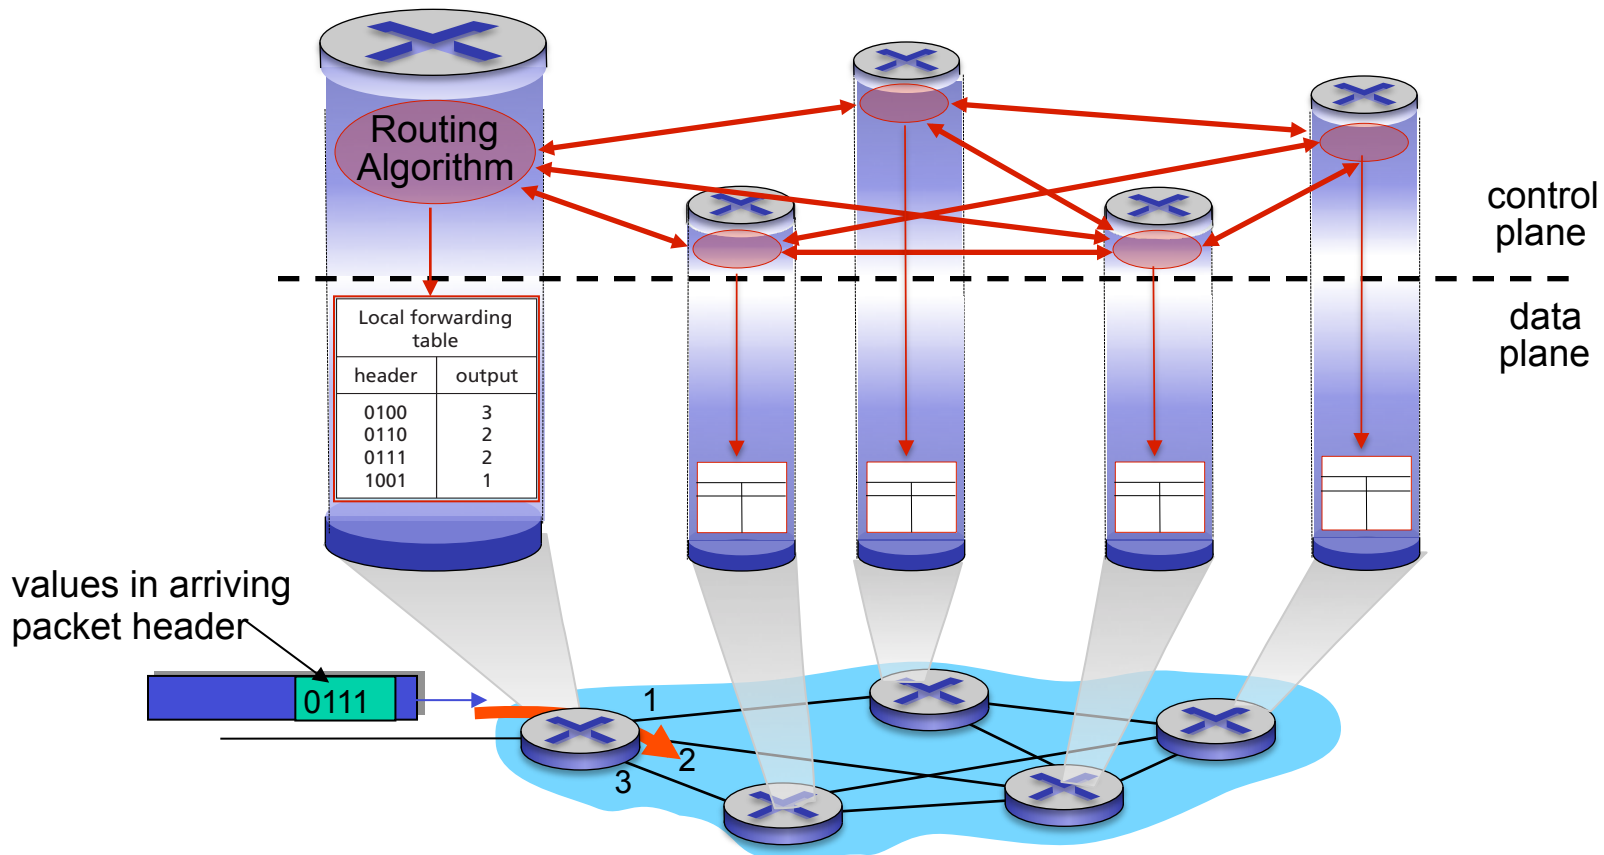 Routing
Algorithm
control
plane
data
plane
Local forwarding
table
header output
0100 3
0110 2
0111 2
1001 1
values in arriving
packet header
0111
1
2
3